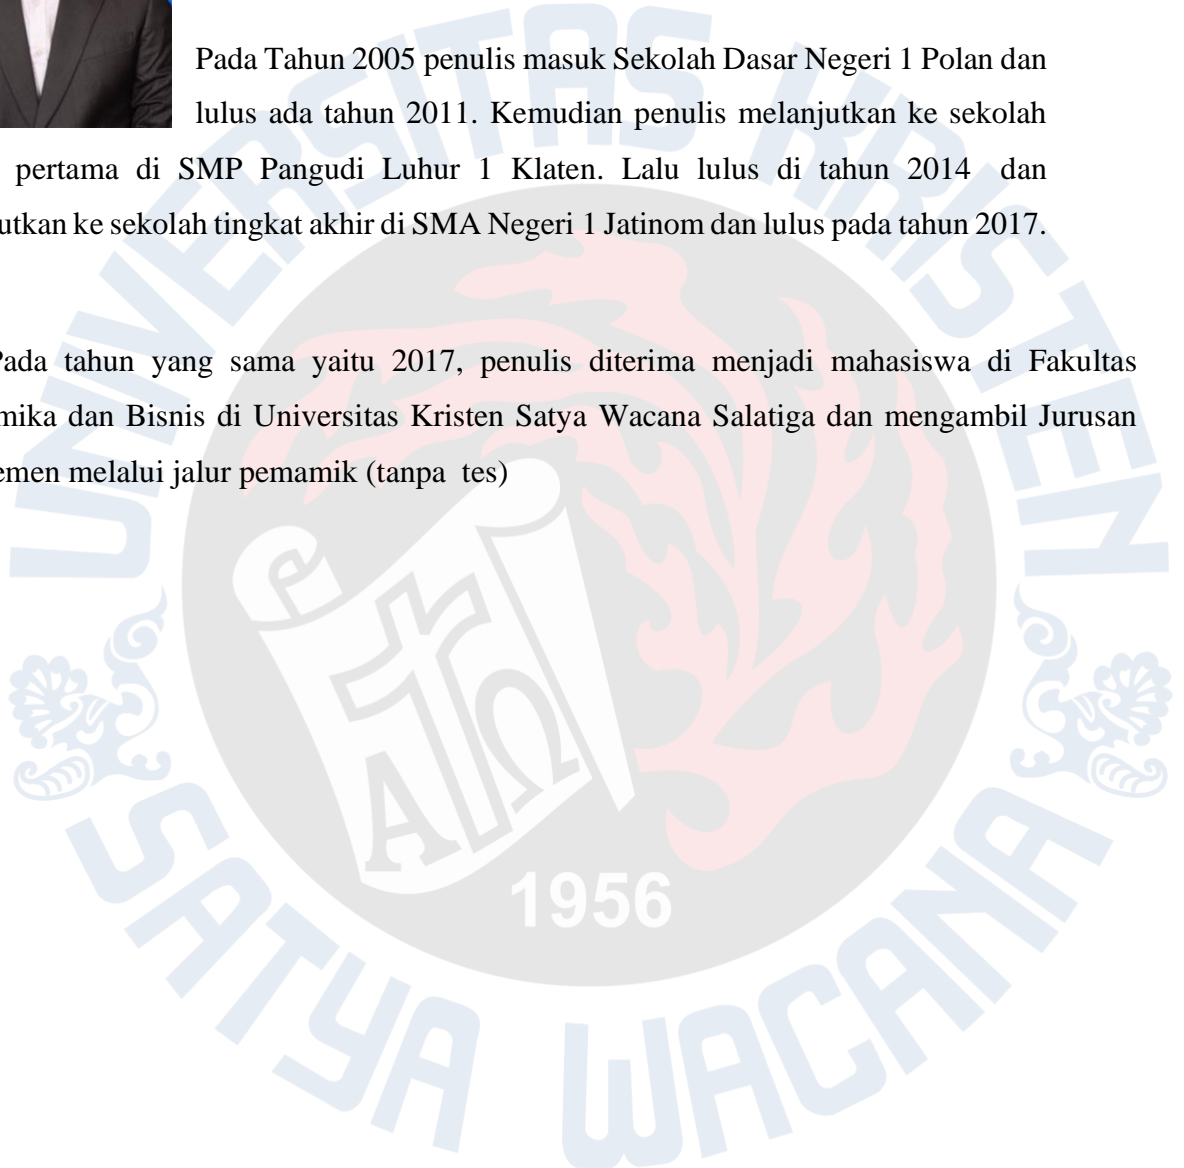 Pada Tahun 2005 penulis masuk Sekolah Dasar Negeri 1 Polan dan
lulus ada tahun 2011. Kemudian penulis melanjutkan ke sekolah
pertama di SMP Pangudi Luhur 1 Klaten. Lalu lulus di tahun 2014 dan
utkan ke sekolah tingkat akhir di SMA Negeri 1 Jatinom dan lulus pada tahun 2017.
Pada tahun yang sama yaitu 2017, penulis diterima menjadi mahasiswa di Fakultas
mika dan Bisnis di Universitas Kristen Satya Wacana Salatiga dan mengambil Jurusan
emen melalui jalur pemamik (tanpa tes)
UNIVERSITAS KRISTEN
ΑΩ
1956
SATYA WACANA